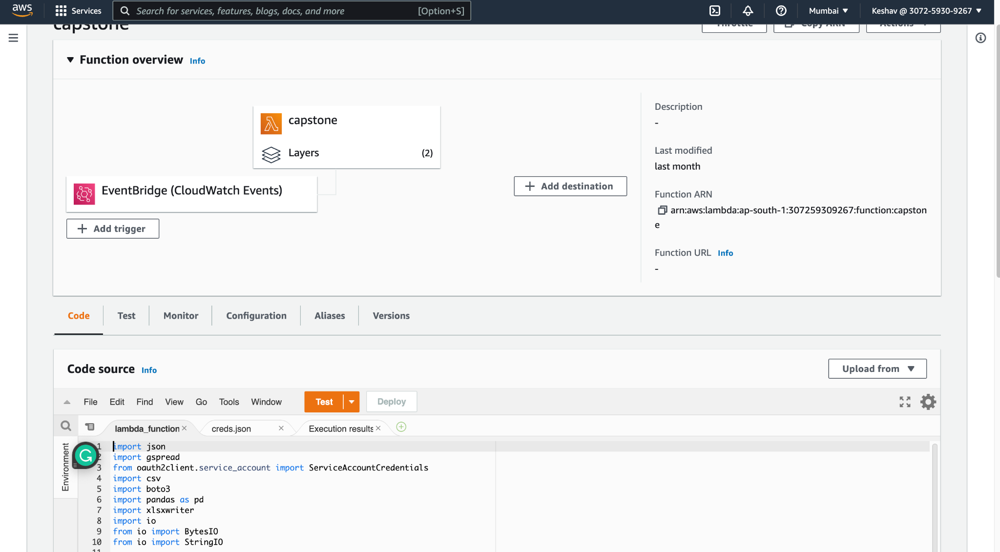 aws
Services
Search for services, features, blogs, docs, and more
[Option+S]
Mumbai ▼
Keshav @ 3072-5930-9267 ▼
capstone
Throttle
Copy ARN
Actions
Function overview Info
capstone
Layers (2)
EventBridge (CloudWatch Events)
+ Add trigger
+ Add destination
Description
-
Last modified
last month
Function ARN
arn:aws:lambda:ap-south-1:307259309267:function:capston
e
Function URL Info
-
Code Test Monitor Configuration Aliases Versions
Code source Info
Upload from ▼
File Edit Find View Go Tools Window Test Deploy
lambda_function × creds.json × Execution results ×
Environment
1 import json
2 import gspread
3 from oauth2client.service_account import ServiceAccountCredentials
4 import csv
5 import boto3
6 import pandas as pd
7 import xlsxwriter
8 import io
9 from io import BytesIO
10 from io import StringIO
11